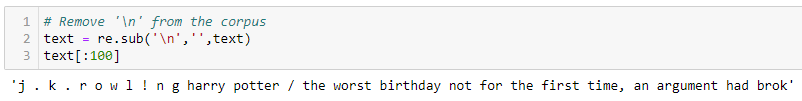 1 # Remove '\n' from the corpus
2 text = re.sub('\n','',text)
3 text[:100]
'j . k . r o w l ! n g harry potter / the worst birthday not for the first time, an argument had brok'